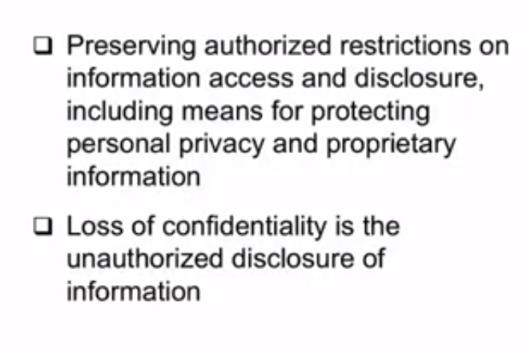 ❑ Preserving authorized restrictions on
information access and disclosure,
including means for protecting
personal privacy and proprietary
information
❑ Loss of confidentiality is the
unauthorized disclosure of
information